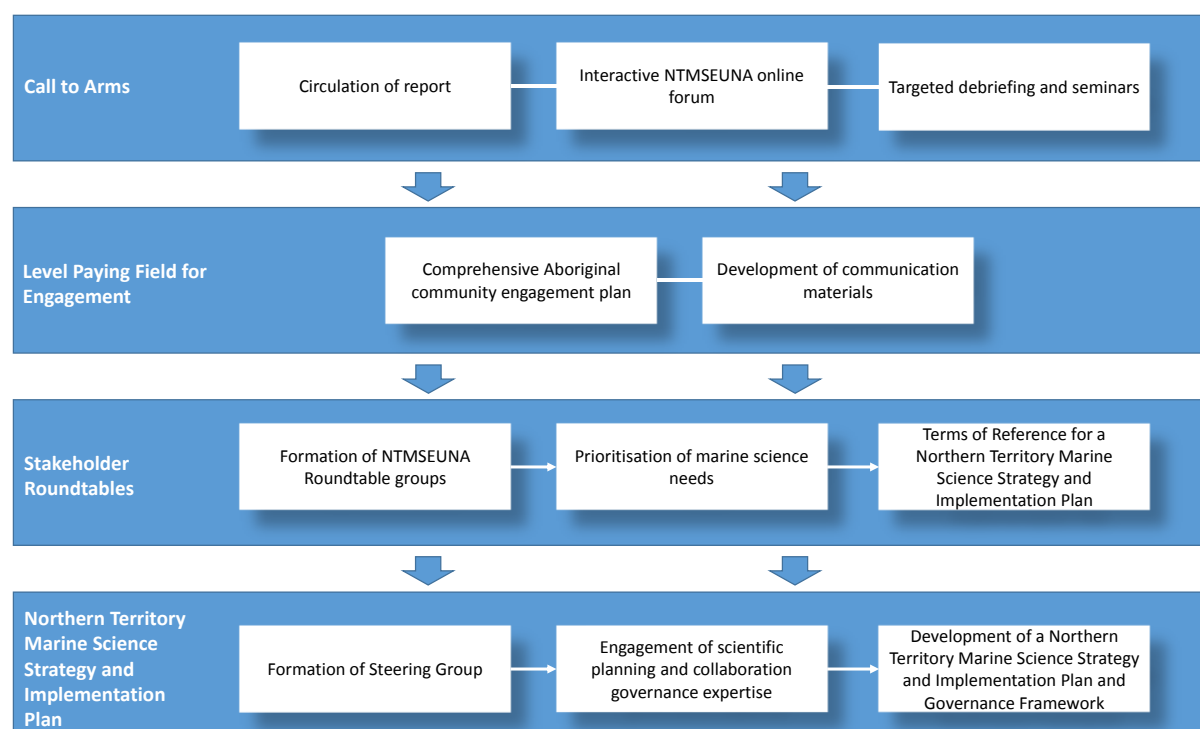 Call to Arms
Circulation of report
Interactive NTMSEUNA online
forum
Targeted debriefing and seminars
Level Paying Field for
Engagement
Comprehensive Aboriginal
community engagement plan
Development of communication
materials
Stakeholder
Roundtables
Formation of NTMSEUNA
Roundtable groups
Prioritisation of marine science
needs
Terms of Reference for a
Northern Territory Marine
Science Strategy and
Implementation Plan
Northern Territory
Marine Science
Strategy and
Implementation
Plan
Formation of Steering Group
Engagement of scientific
planning and collaboration
governance expertise
Development of a Northern
Territory Marine Science Strategy
and Implementation Plan and
Governance Framework